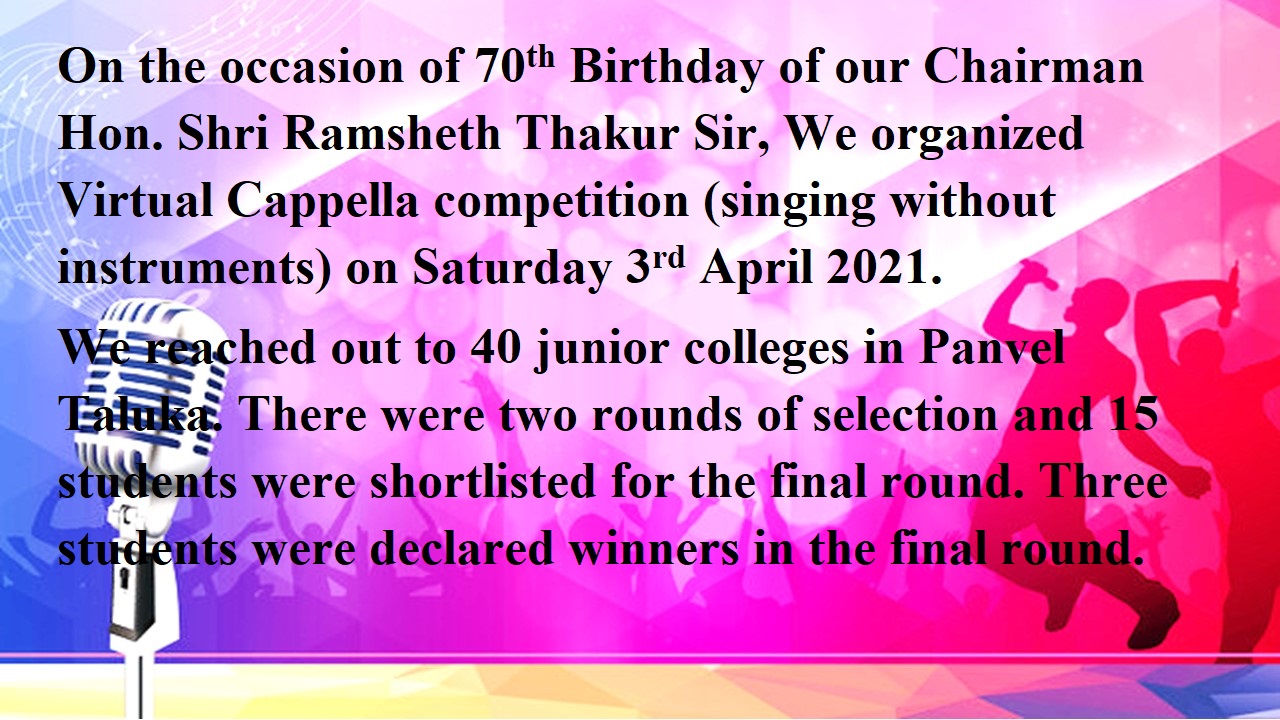 On the occasion of 70th Birthday of our Chairman
Hon. Shri Ramsheth Thakur Sir, We organized
Virtual Cappella competition (singing without
instruments) on Saturday 3rd April 2021.
We reached out to 40 junior colleges in Panvel
Taluka. There were two rounds of selection and 15
students were shortlisted for the final round. Three
students were declared winners in the final round.